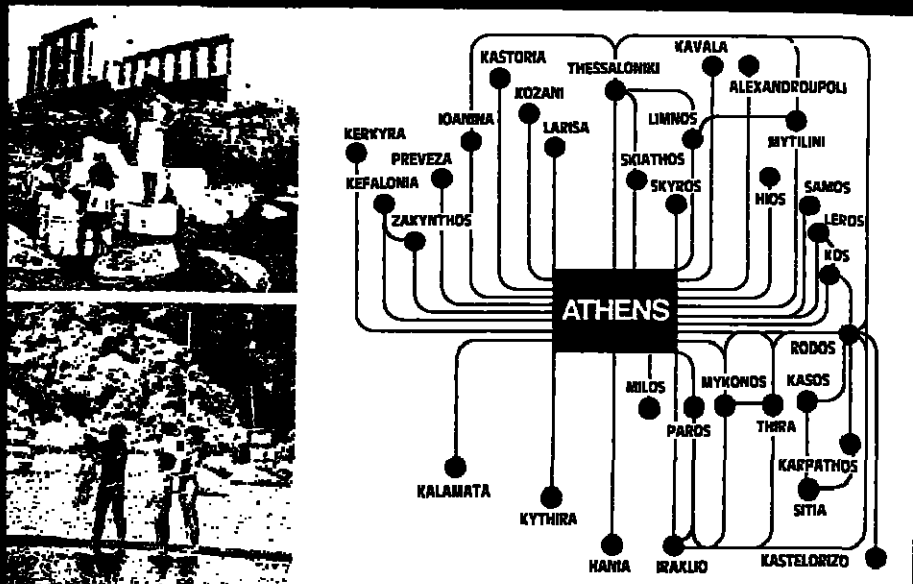 KASTORIA
THESSALONIKI
KAVALA
KOZANI
ALEXANDROUPOLI
IOANINA
LARISA
LIMNOS
KERKYRA
MYTILINI
PREVEZA
SKIATHOS
KEFALONIA
SKYROS
HIOS
SAMOS
ZAKYNTHOS
LEROS
KOS
ATHENS
RODOS
MILOS
MYKONOS
KASOS
PAROS
THIRA
KARPATHOS
KALAMATA
KYTHIRA
SITIA
HANIA
IRAKLIO
KASTELORIZO